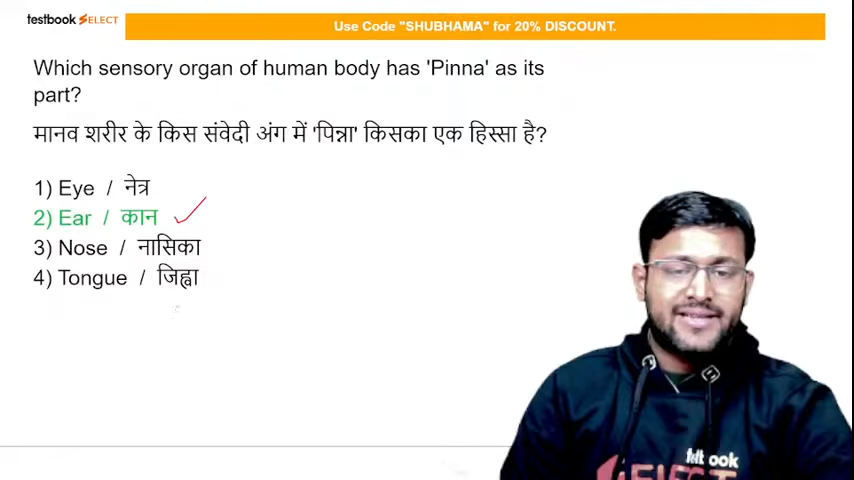 testbook SELECT
Use Code "SHUBHAMA" for 20% DISCOUNT.
Which sensory organ of human body has 'Pinna' as its
part?
मानव शरीर के किस संवेदी अंग में 'पिन्ना' किसका एक हिस्सा है?
1) Eye / नेत्र
2) Ear / कान
3) Nose / नासिका
4) Tongue / जिह्वा
SELECT